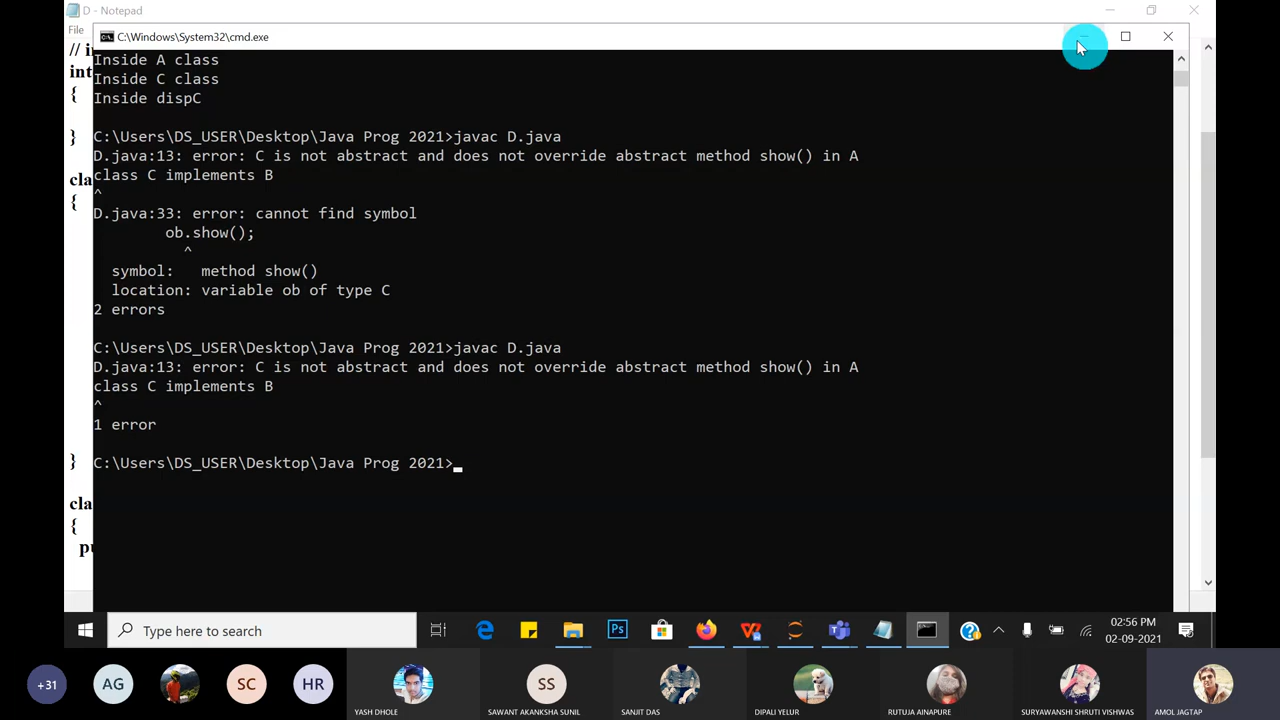 D - Notepad
File
C:\Windows\System32\cmd.exe
// i
int
{
}
cla
{
}
cla
{
pu
Inside A class
Inside C class
Inside dispC
C:\Users\DS_USER\Desktop\Java Prog 2021>javac D.java
D.java:13: error: C is not abstract and does not override abstract method show() in A
class C implements B
^
D.java:33: error: cannot find symbol
ob.show();
^
symbol:   method show()
location: variable ob of type C
2 errors
C:\Users\DS_USER\Desktop\Java Prog 2021>javac D.java
D.java:13: error: C is not abstract and does not override abstract method show() in A
class C implements B
^
1 error
C:\Users\DS_USER\Desktop\Java Prog 2021>
Type here to search
Ps
02:56 PM
02-09-2021
+31
AG
SC
HR
SS
YASH DHOLE
SAWANT AKANKSHA SUNIL
SANJIT DAS
DIPALI YELUR
RUTUJA AINAPURE
SURYAWANSHI SHRUTI VISHWAS
AMOL JAGTAP